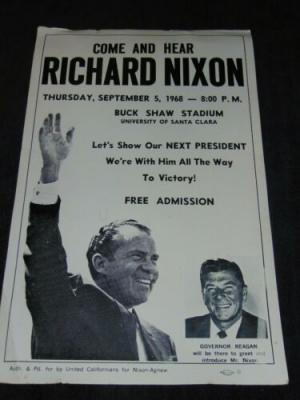 COME AND HEAR
RICHARD NIXON
THURSDAY, SEPTEMBER 5, 1968 — 8:00 P. M.
BUCK SHAW STADIUM
UNIVERSITY OF SANTA CLARA
Let's Show Our NEXT PRESIDENT
We're With Him All The Way
To Victory!
FREE ADMISSION
GOVERNOR REAGAN
will be there to greet and
introduce Mr. Nixon
Auth. & Pd. for by United Californians for Nixon-Agnew.